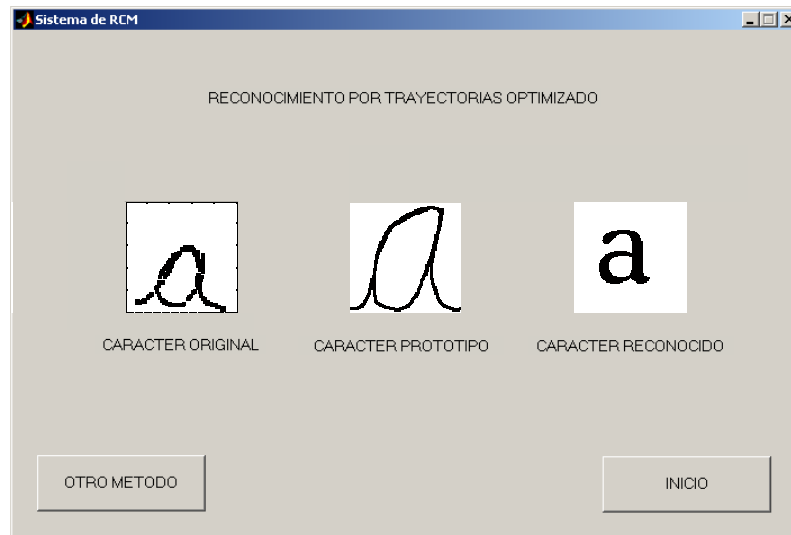 Sistema de RCM
RECONOCIMIENTO POR TRAYECTORIAS OPTIMIZADO
a a a
CARACTER ORIGINAL CARACTER PROTOTIPO CARACTER RECONOCIDO
OTRO METODO INICIO